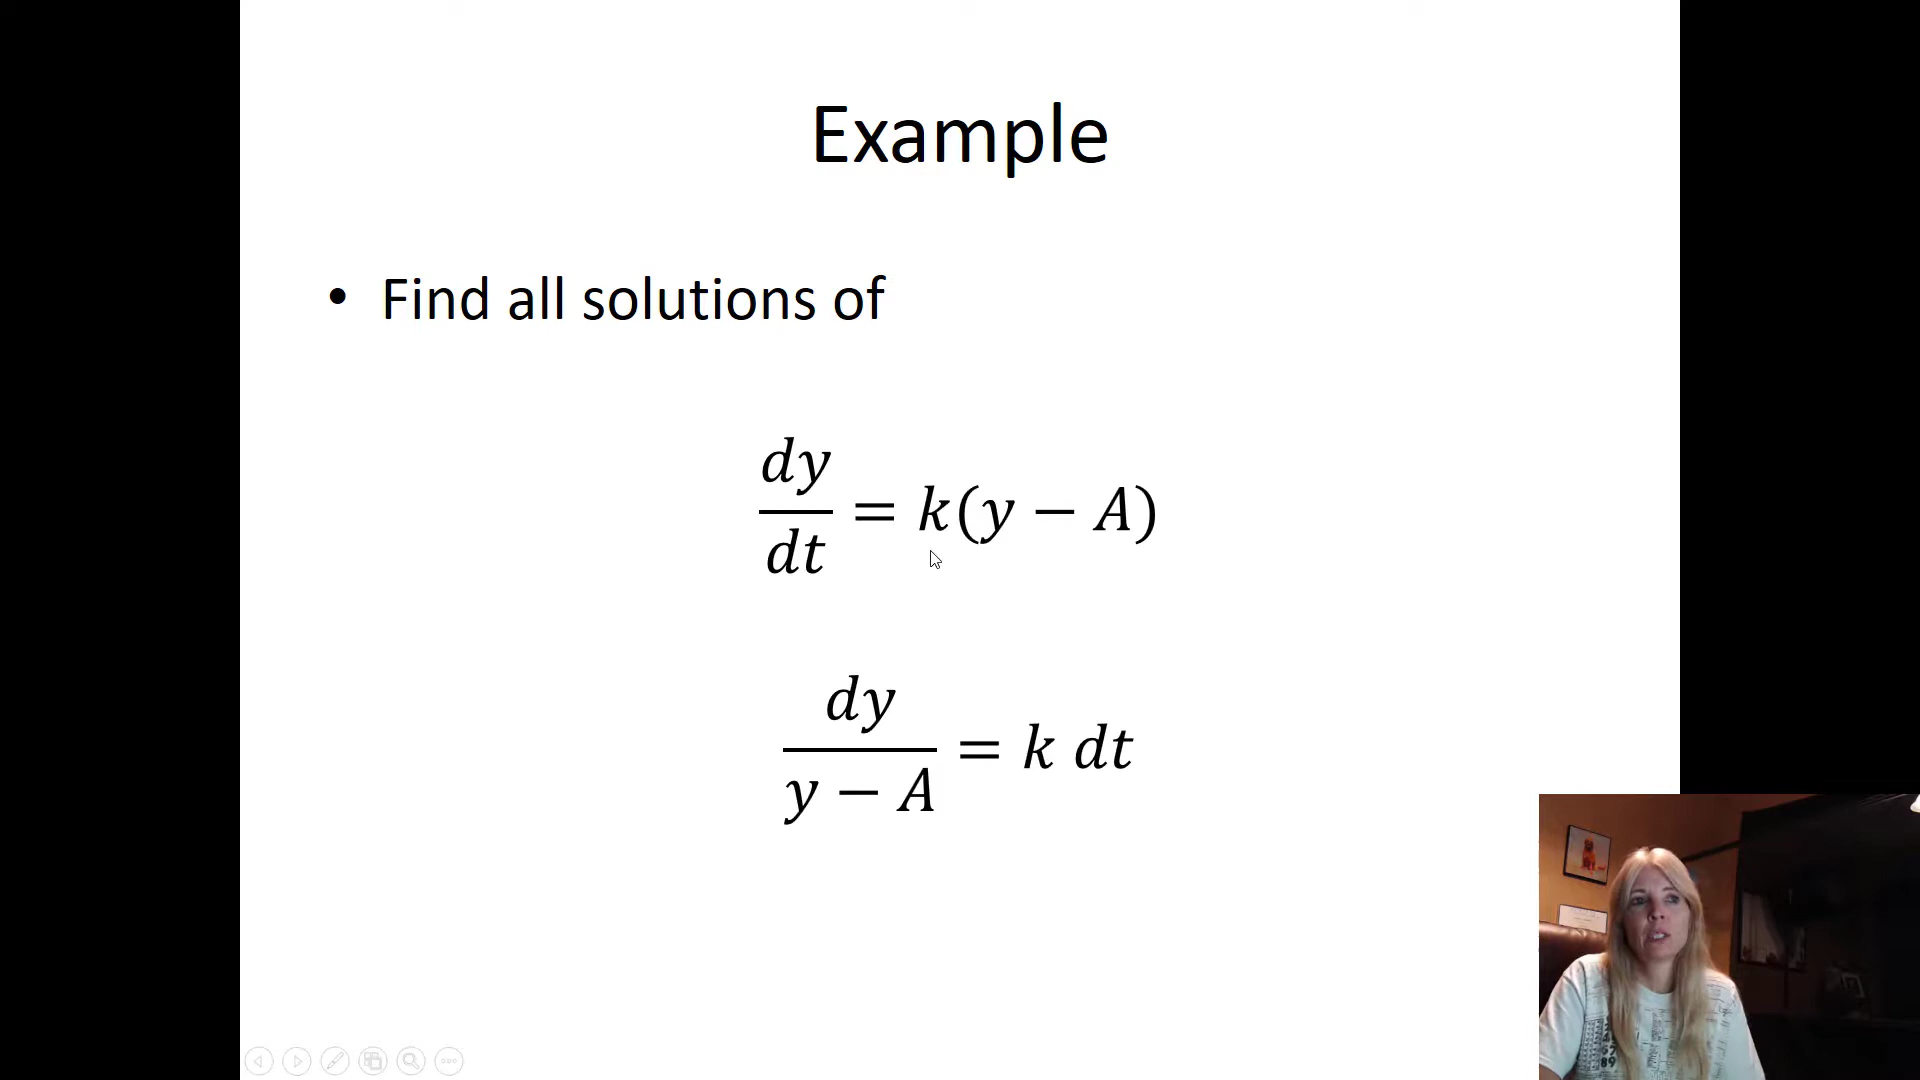 Example
• Find all solutions of
dy/dt = k(y − A)
dy/(y − A) = k dt